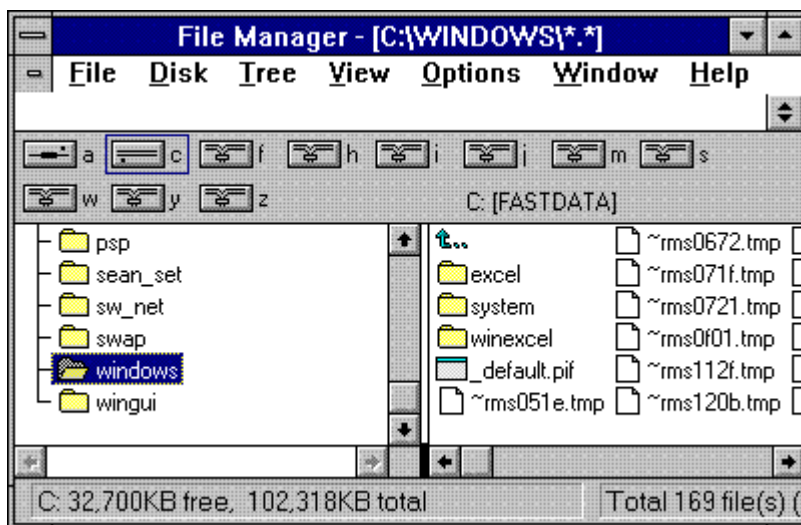 File Manager - [C:\WINDOWS\*.*]
File Disk Tree View Options Window Help
a c f h i j m s
w y z C: [FASTDATA]
psp
sean_set
sw_net
swap
windows
wingui
..
excel
system
winexcel
_default.pif
~rms051e.tmp
~rms0672.tmp
~rms071f.tmp
~rms0721.tmp
~rms0f01.tmp
~rms112f.tmp
~rms120b.tmp
C: 32,700KB free, 102,318KB total Total 169 file(s) (